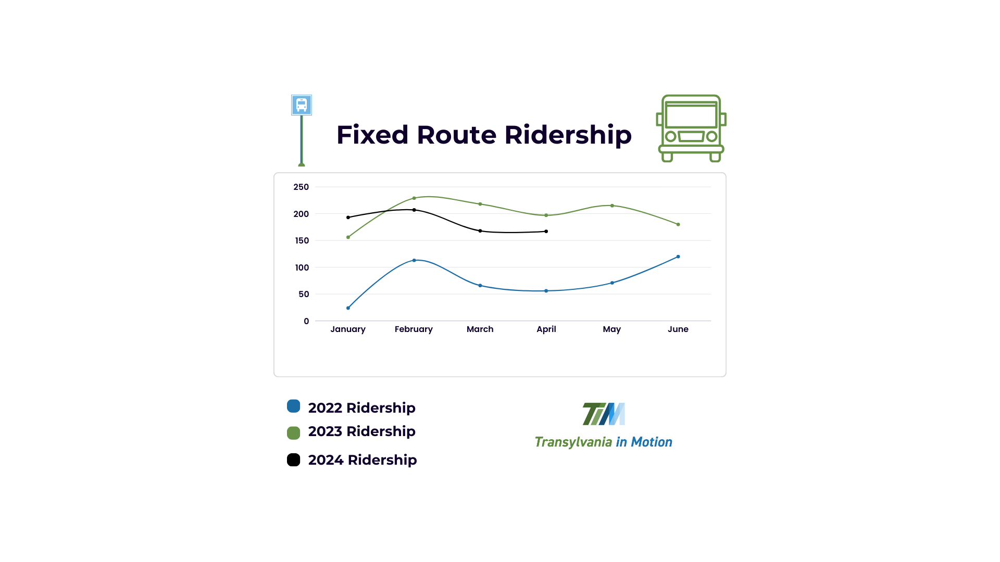 Fixed Route Ridership
250
200
150
100
50
0
January February March April May June
2022 Ridership
2023 Ridership
2024 Ridership
TIM
Transylvania in Motion